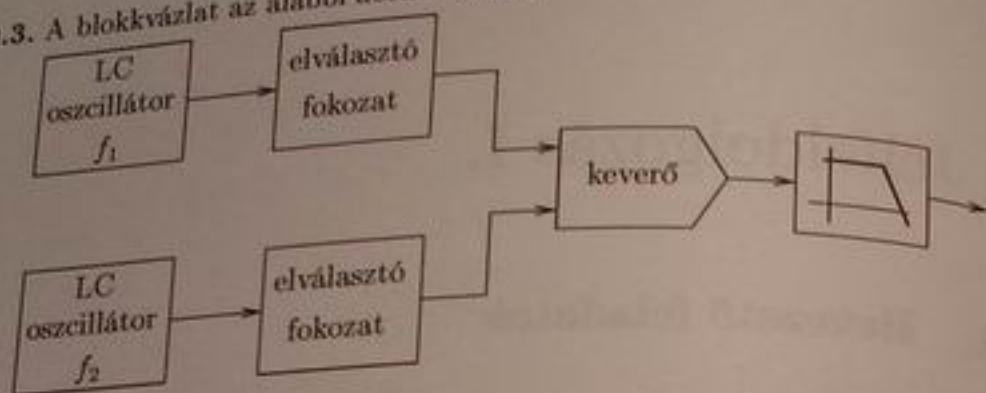 .3. A blokkvázlat az
LC
oszcillátor
f₁
elválasztó
fokozat
keverő
LC
oszcillátor
f₂
elválasztó
fokozat